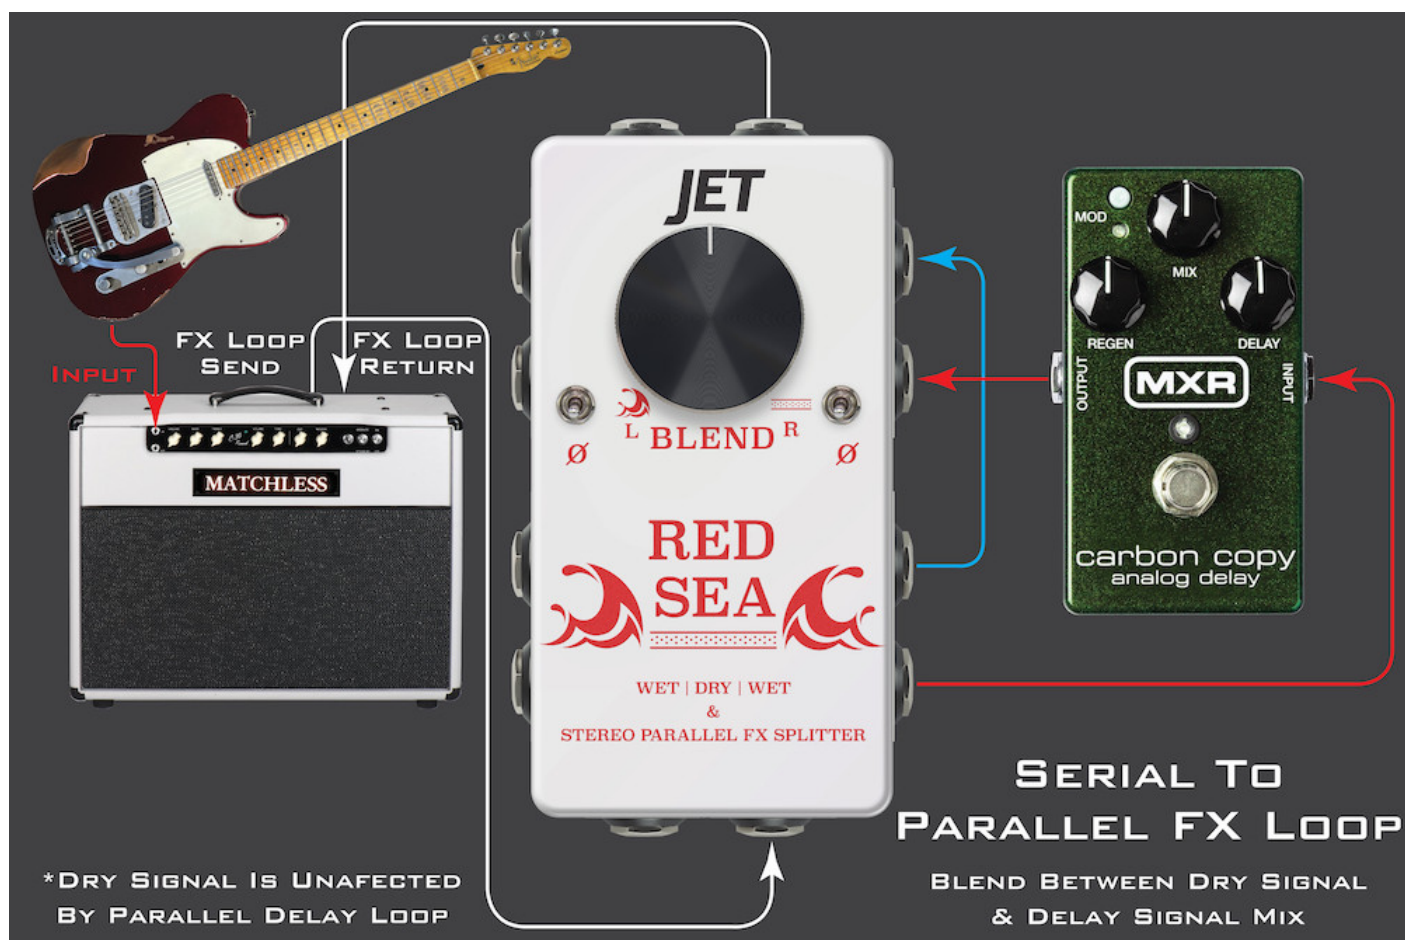 JET
MOD
MIX
REGEN
DELAY
FX Loop
Send
FX Loop
Return
Input
OUTPUT
MXR
INPUT
L BLEND R
Ø
Ø
MATCHLESS
RED
SEA
carbon copy
analog delay
WET | DRY | WET
&
STEREO PARALLEL FX SPLITTER
Serial To
Parallel FX Loop
*Dry Signal Is Unafected
By Parallel Delay Loop
Blend Between Dry Signal
& Delay Signal Mix